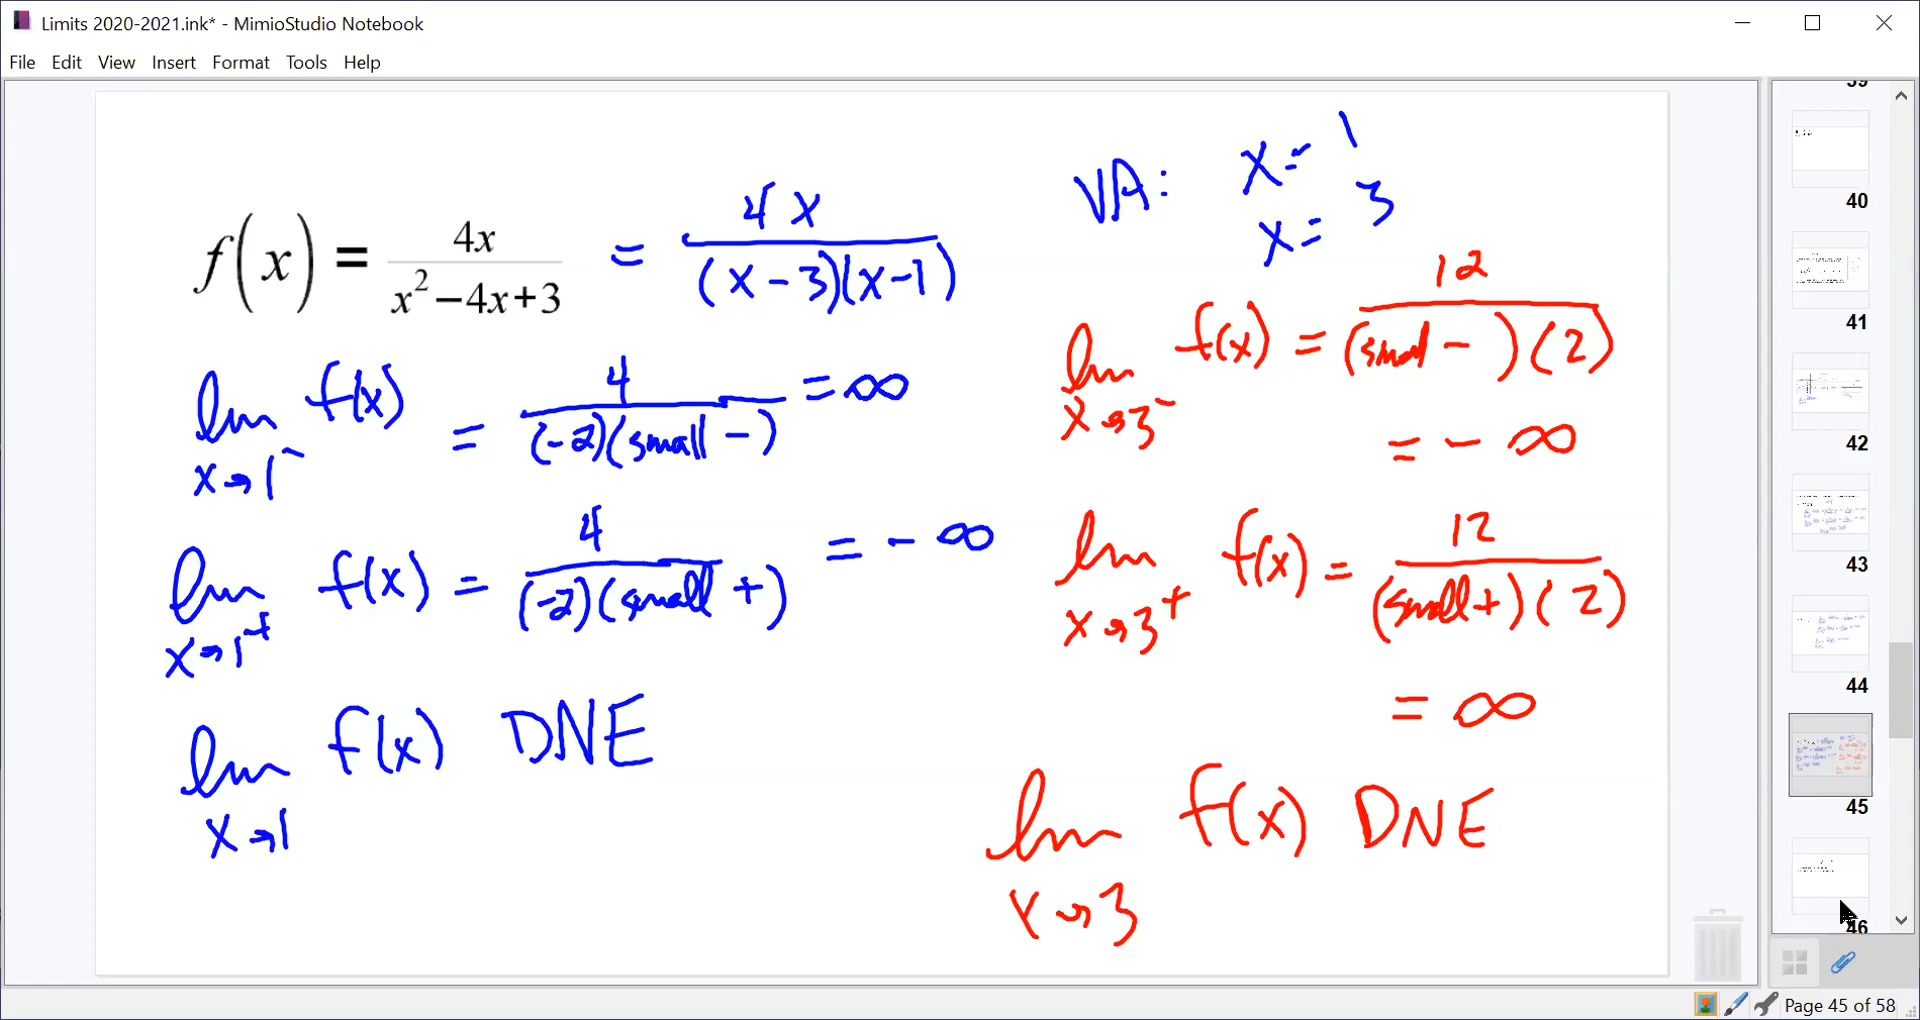 Limits 2020-2021.ink* - MimioStudio Notebook
File Edit View Insert Format Tools Help
f(x) = 4x / (x² − 4x + 3) = 4x / ((x − 3)(x − 1))
VA: x = 1
x = 3
lim x→1⁻ f(x) = 4 / ((−2)(small −)) = ∞
lim x→1⁺ f(x) = 4 / ((−2)(small +)) = − ∞
lim x→1 f(x) DNE
lim x→3⁻ f(x) = 12 / ((small −)(2))
= − ∞
lim x→3⁺ f(x) = 12 / ((small +)(2))
= ∞
lim x→3 f(x) DNE
39
40
41
42
43
44
45
46
Page 45 of 58